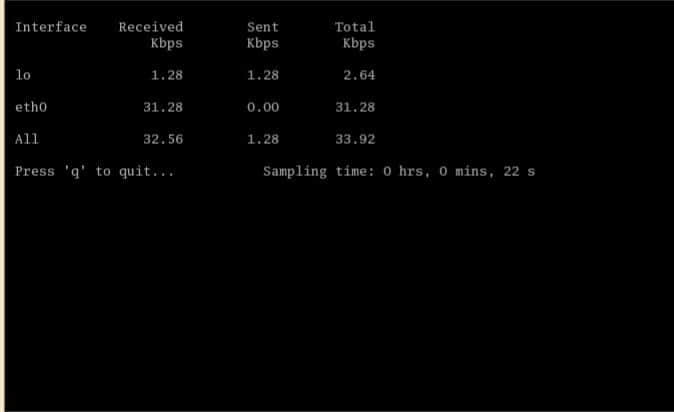 Interface    Received        Sent       Total
                 Kbps        Kbps        Kbps
lo               1.28        1.28        2.64
eth0            31.28        0.00       31.28
All             32.56        1.28       33.92
Press 'q' to quit...           Sampling time: 0 hrs, 0 mins, 22 s